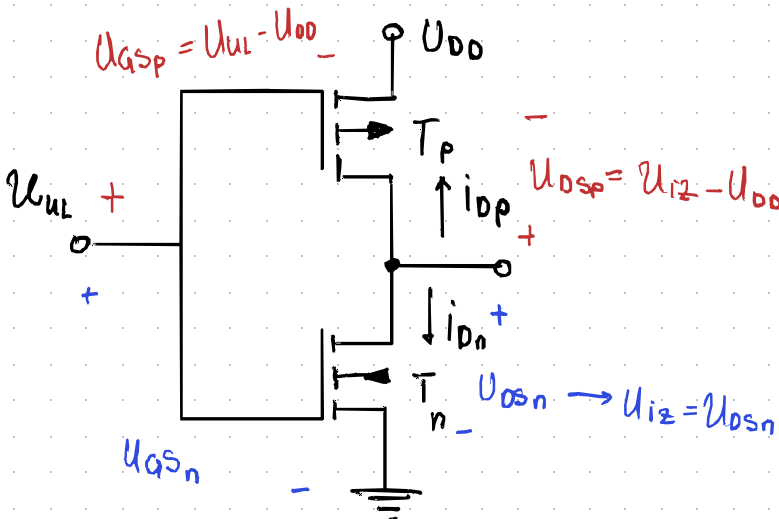 U_GSp = U_UL - U_DD
U_DD
T_p
U_DSp = U_iz - U_DD
i_Dp
U_UL
i_Dn
T_n
U_DSn → U_iz = U_DSn
U_GSn